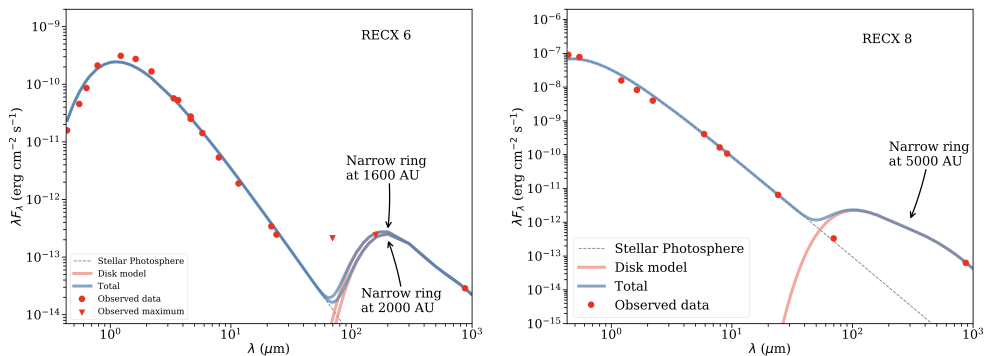 RECX 6
λF_λ (erg cm⁻² s⁻¹)
10⁻⁹
10⁻¹⁰
10⁻¹¹
10⁻¹²
10⁻¹³
10⁻¹⁴
Narrow ring
at 1600 AU
Narrow ring
at 2000 AU
Stellar Photosphere
Disk model
Total
Observed data
Observed maximum
10⁰ 10¹ 10² 10³
λ (μm)
RECX 8
λF_λ (erg cm⁻² s⁻¹)
10⁻⁶
10⁻⁷
10⁻⁸
10⁻⁹
10⁻¹⁰
10⁻¹¹
10⁻¹²
10⁻¹³
10⁻¹⁴
10⁻¹⁵
Narrow ring
at 5000 AU
Stellar Photosphere
Disk model
Total
Observed data
10⁰ 10¹ 10² 10³
λ (μm)